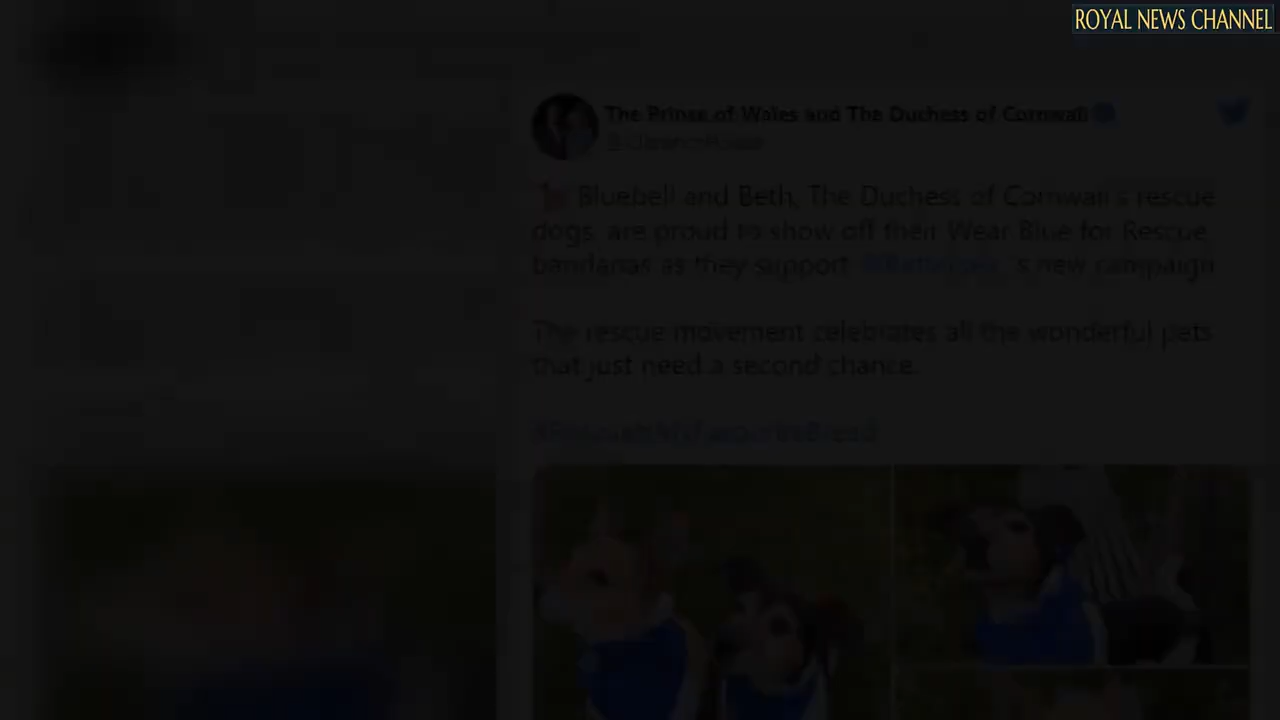 ROYAL NEWS CHANNEL
The Prince of Wales and The Duchess of Cornwall
@ClarenceHouse
Bluebell and Beth, The Duchess of Cornwall's rescue
dogs, are proud to show off their Wear Blue for Rescue
bandanas as they support 's new campaign
The rescue movement celebrates all the wonderful pets
that just need a second chance.